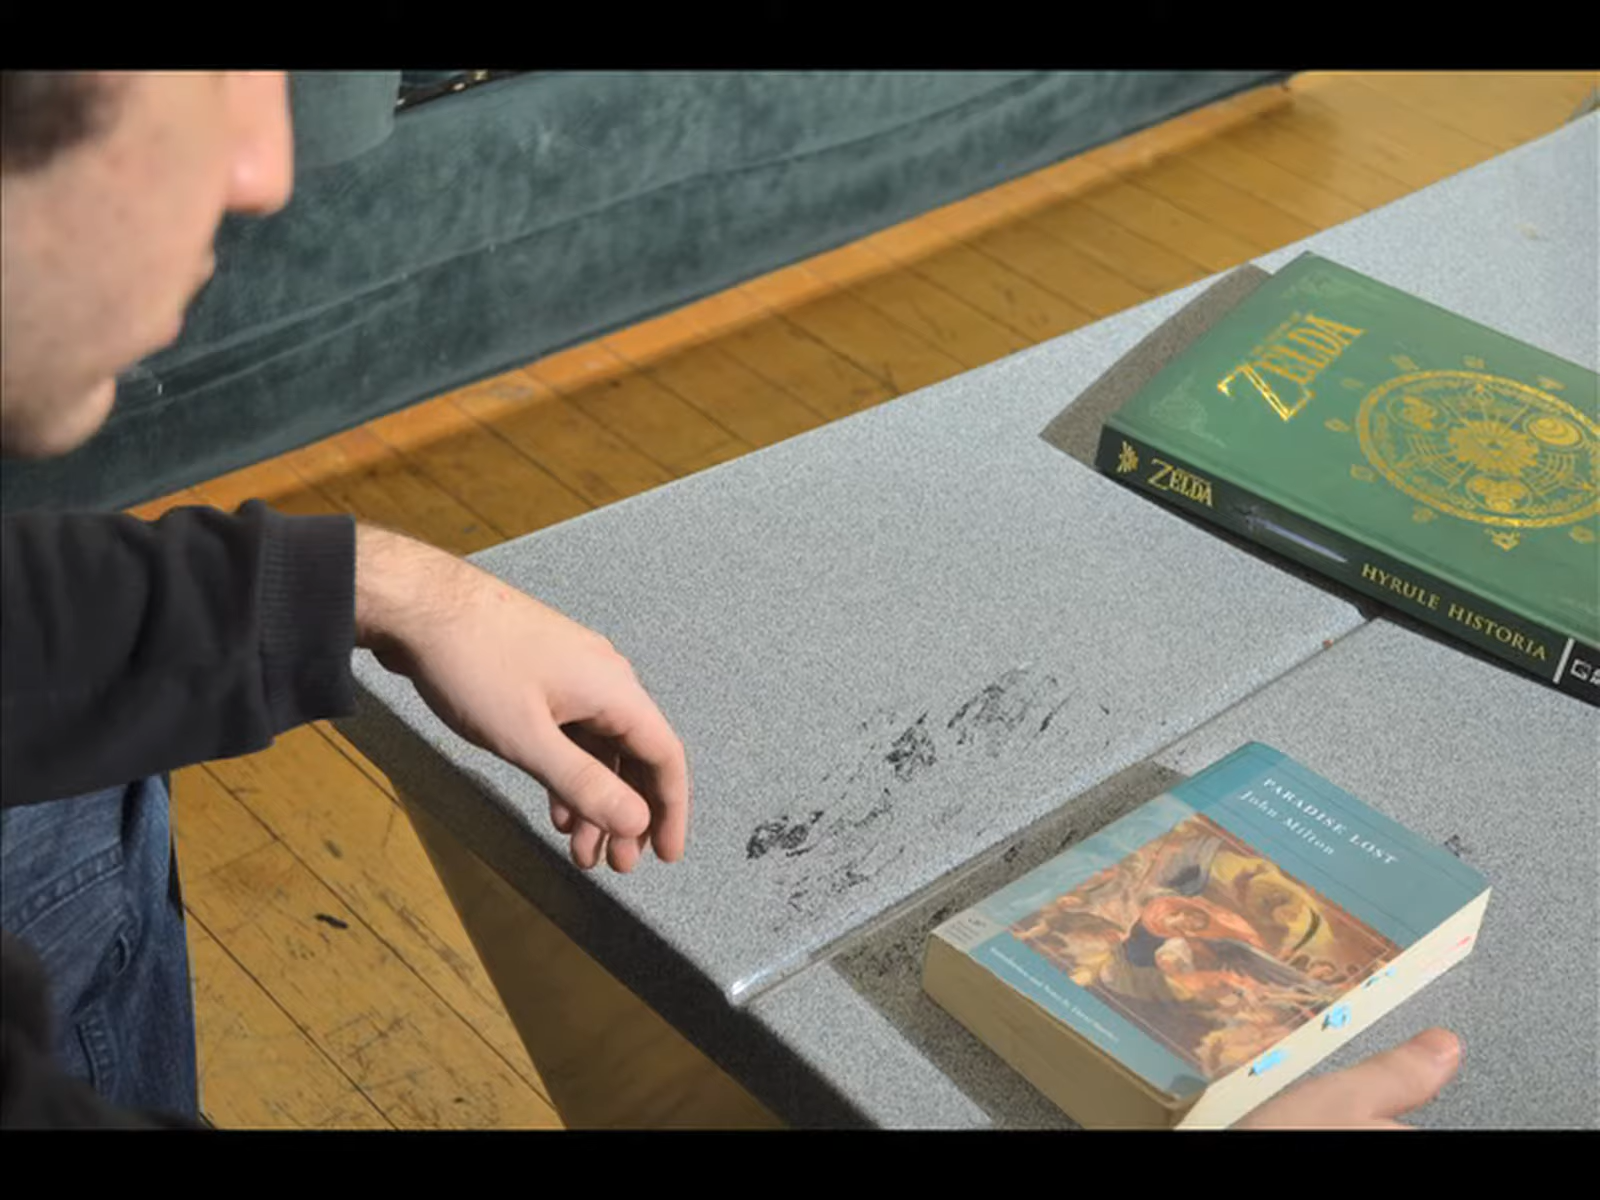 ZELDA
ZELDA
HYRULE HISTORIA
PARADISE LOST
John Milton